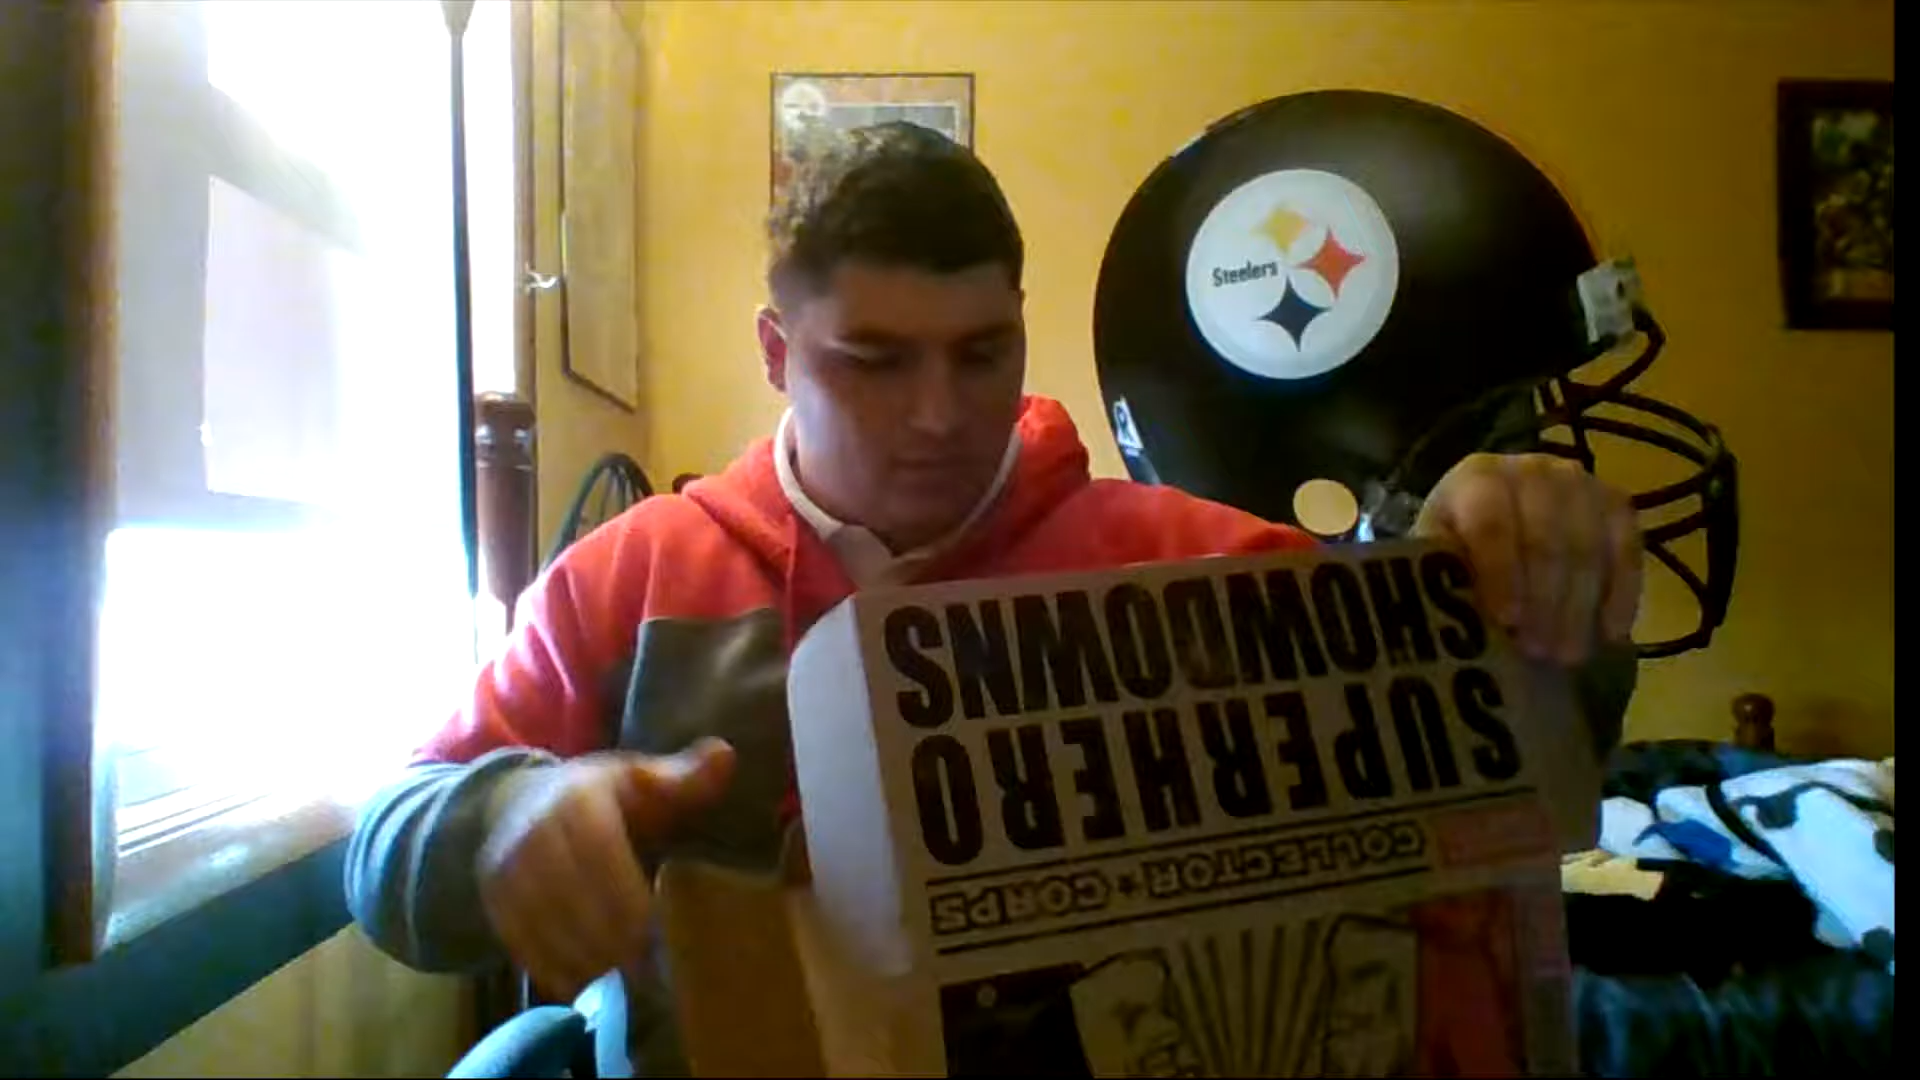 Steelers
SUPERHERO
SHOWDOWNS
COLLECTOR ★ CORPS